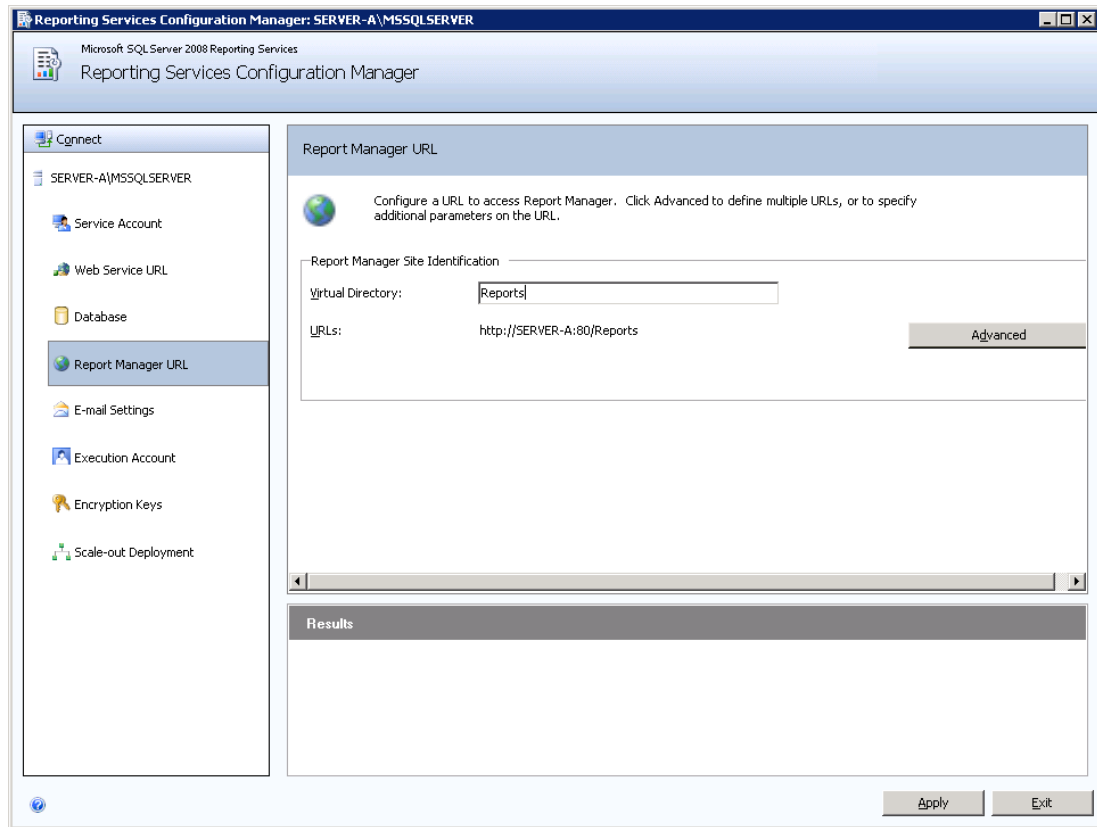 Reporting Services Configuration Manager: SERVER-A\MSSQLSERVER
Microsoft SQL Server 2008 Reporting Services
Reporting Services Configuration Manager
Connect
SERVER-A\MSSQLSERVER
Service Account
Web Service URL
Database
Report Manager URL
E-mail Settings
Execution Account
Encryption Keys
Scale-out Deployment
Report Manager URL
Configure a URL to access Report Manager. Click Advanced to define multiple URLs, or to specify
additional parameters on the URL.
Report Manager Site Identification
Virtual Directory: Reports
URLs: http://SERVER-A:80/Reports
Advanced
Results
Apply Exit